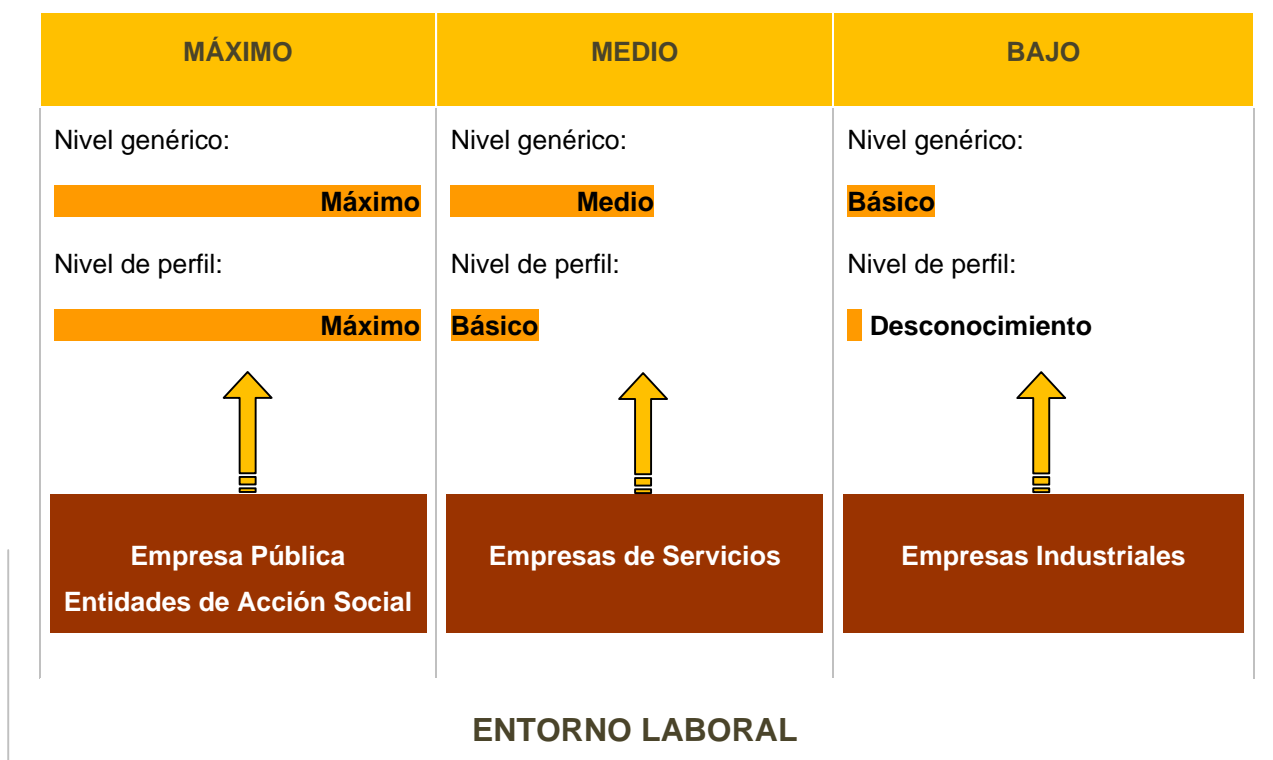 MÁXIMO
MEDIO
BAJO
Nivel genérico:
Máximo
Nivel de perfil:
Máximo
Empresa Pública
Entidades de Acción Social
Nivel genérico:
Medio
Nivel de perfil:
Básico
Empresas de Servicios
Nivel genérico:
Básico
Nivel de perfil:
Desconocimiento
Empresas Industriales
ENTORNO LABORAL